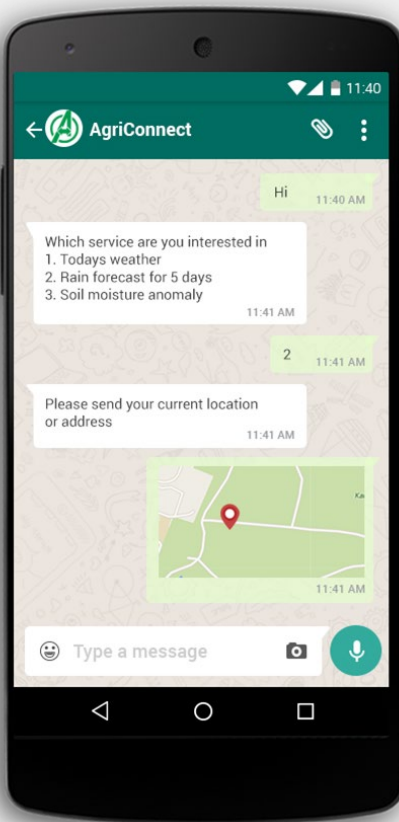 11:40
AgriConnect
Hi
11:40 AM
Which service are you interested in
1. Todays weather
2. Rain forecast for 5 days
3. Soil moisture anomaly
11:41 AM
2
11:41 AM
Please send your current location
or address
11:41 AM
Ka
11:41 AM
Type a message